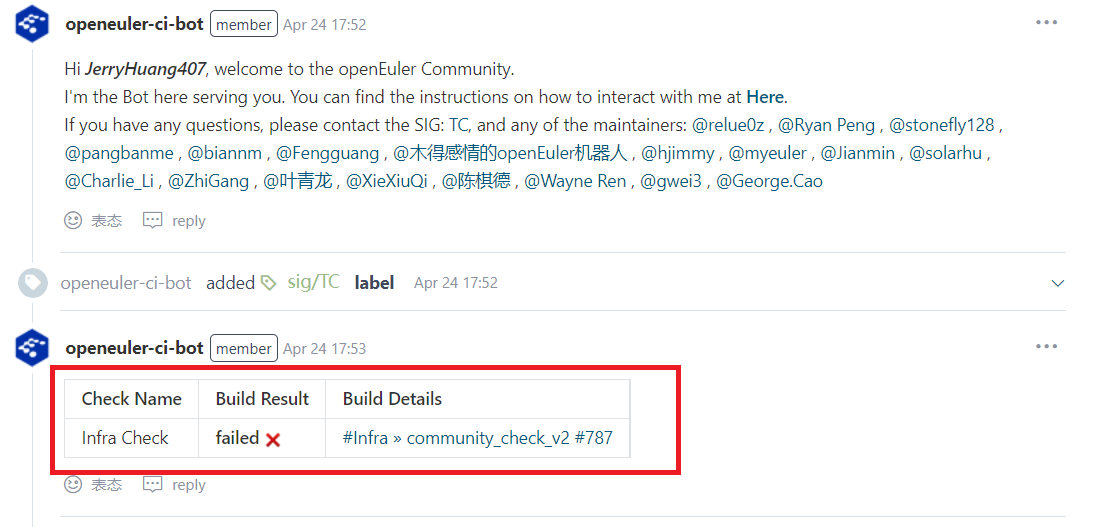 openeuler-ci-bot member Apr 24 17:52
Hi JerryHuang407, welcome to the openEuler Community.
I'm the Bot here serving you. You can find the instructions on how to interact with me at Here.
If you have any questions, please contact the SIG: TC, and any of the maintainers: @relue0z , @Ryan Peng , @stonefly128 ,
@pangbanme , @biannm , @Fengguang , @木得感情的openEuler机器人 , @hjimmy , @myeuler , @Jianmin , @solarhu ,
@Charlie_Li , @ZhiGang , @叶青龙 , @XieXiuQi , @陈棋德 , @Wayne Ren , @gwei3 , @George.Cao
表态 reply
openeuler-ci-bot added sig/TC label Apr 24 17:52
openeuler-ci-bot member Apr 24 17:53
Check Name Build Result Build Details
Infra Check failed #Infra » community_check_v2 #787
表态 reply